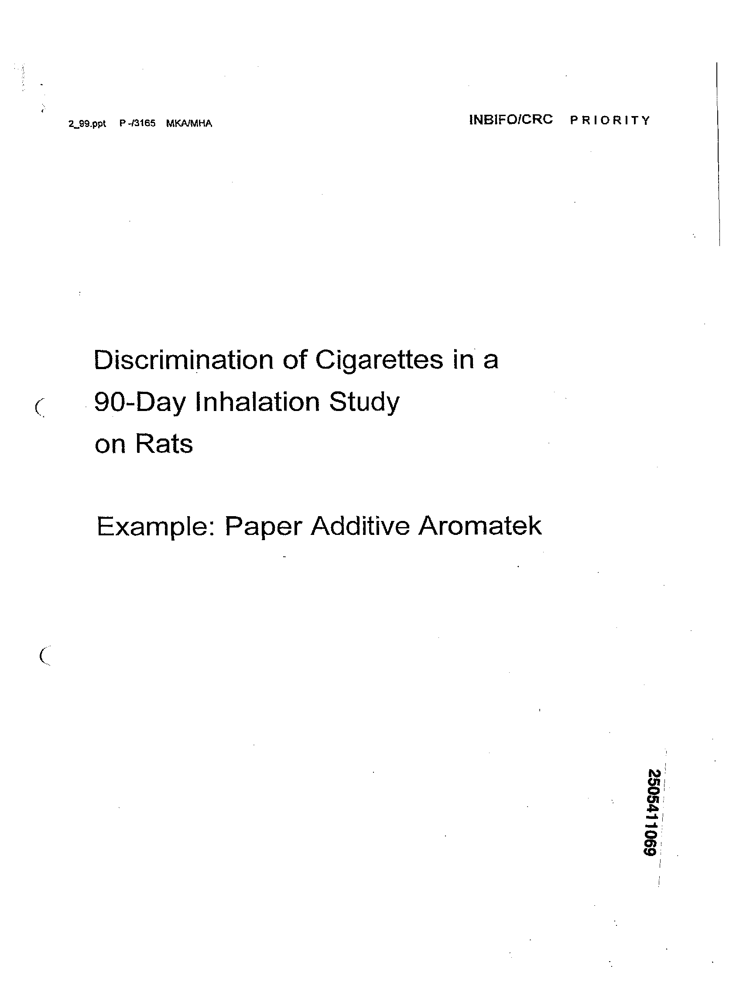 2_99.ppt P-/3165 MKA/MHA
INBIFO/CRC PRIORITY
Discrimination of Cigarettes in a
90-Day Inhalation Study
on Rats
Example: Paper Additive Aromatek
2505411069